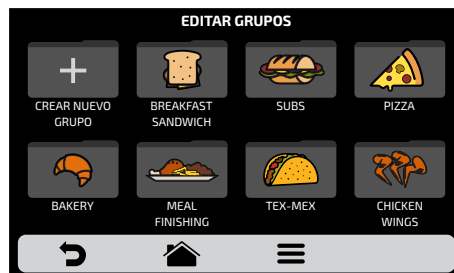 EDITAR GRUPOS
CREAR NUEVO
GRUPO
BREAKFAST
SANDWICH
SUBS
PIZZA
BAKERY
MEAL
FINISHING
TEX-MEX
CHICKEN
WINGS